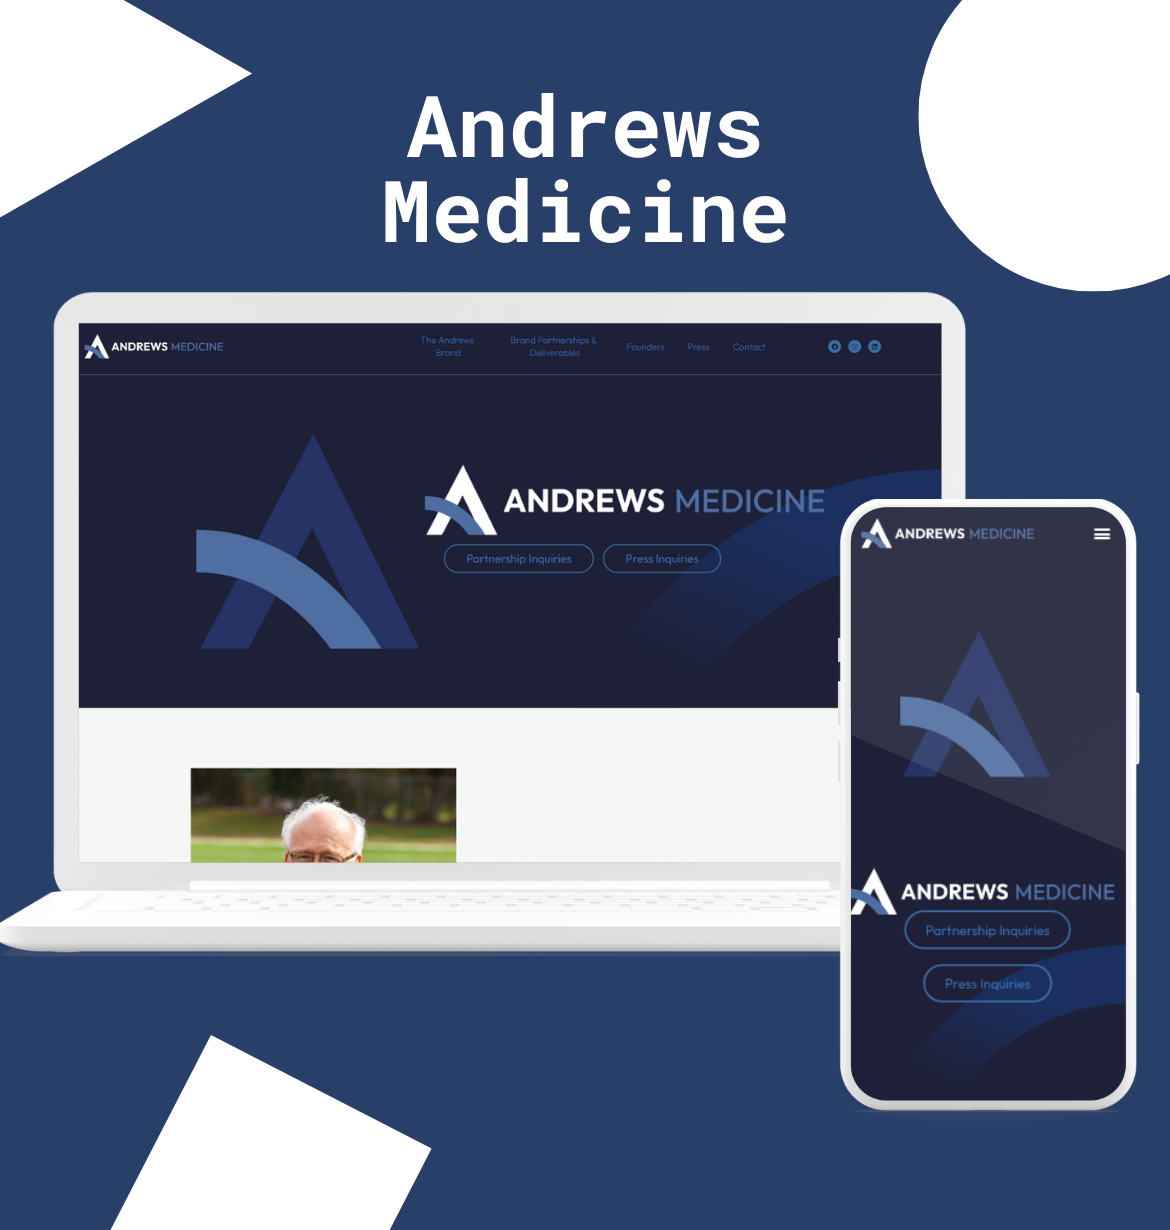 Andrews
Medicine
ANDREWS MEDICINE
The Andrews
Brand
Brand Partnerships &
Deliverables
Founders
Press
Contact
ANDREWS MEDICINE
Partnership Inquiries
Press Inquiries
ANDREWS MEDICINE
ANDREWS MEDICINE
Partnership Inquiries
Press Inquiries